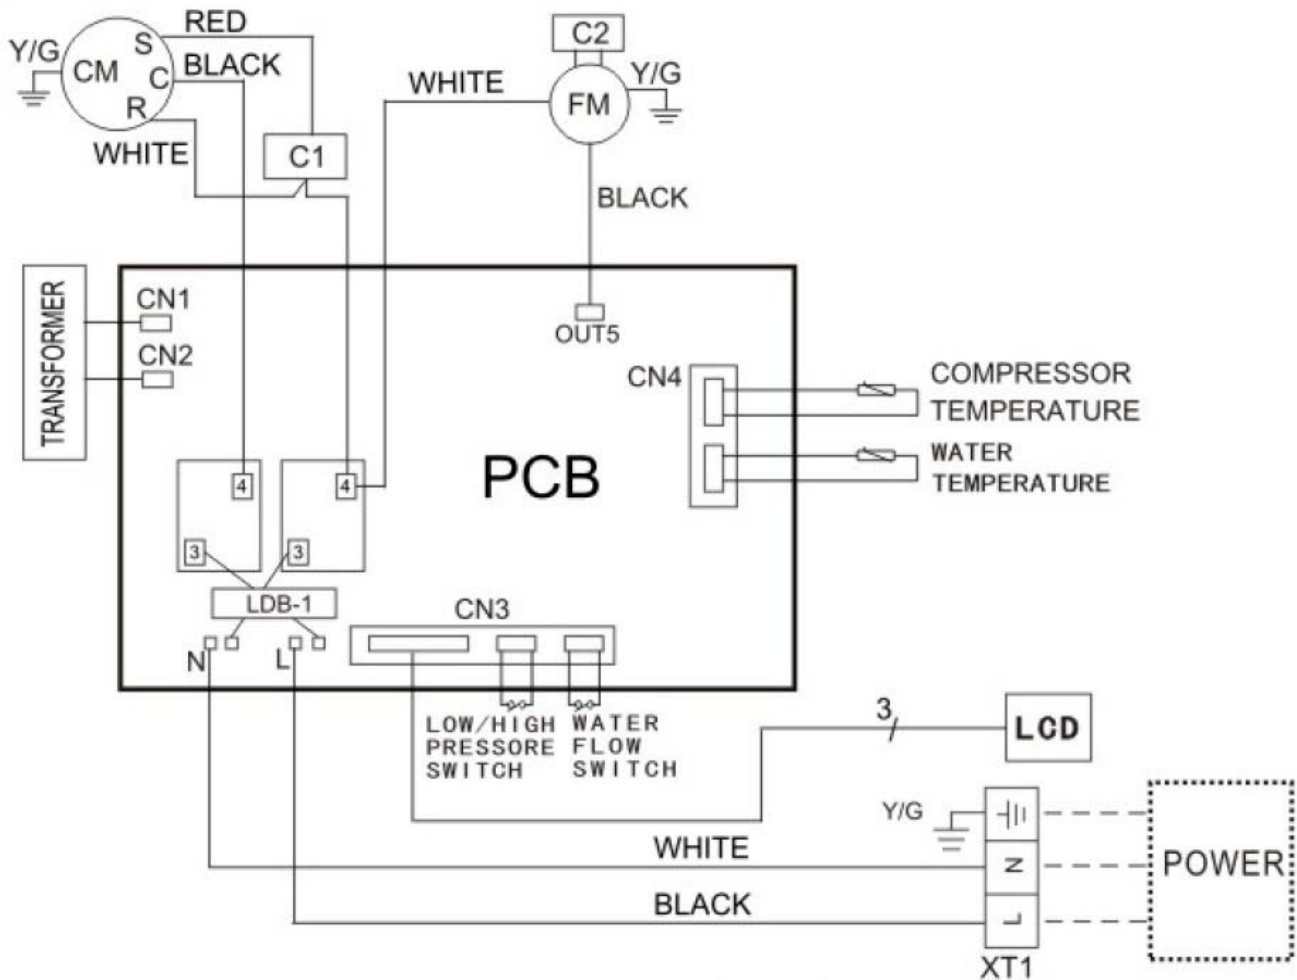 RED
Y/G
S
CM
C
BLACK
R
WHITE
C1
C2
WHITE
FM
Y/G
BLACK
TRANSFORMER
CN1
CN2
OUT5
CN4
COMPRESSOR
TEMPERATURE
WATER
TEMPERATURE
PCB
4
4
3
3
LDB-1
CN3
N
L
LOW/HIGH
PRESSORE
SWITCH
WATER
FLOW
SWITCH
3
LCD
Y/G
WHITE
N
BLACK
L
POWER
XT1